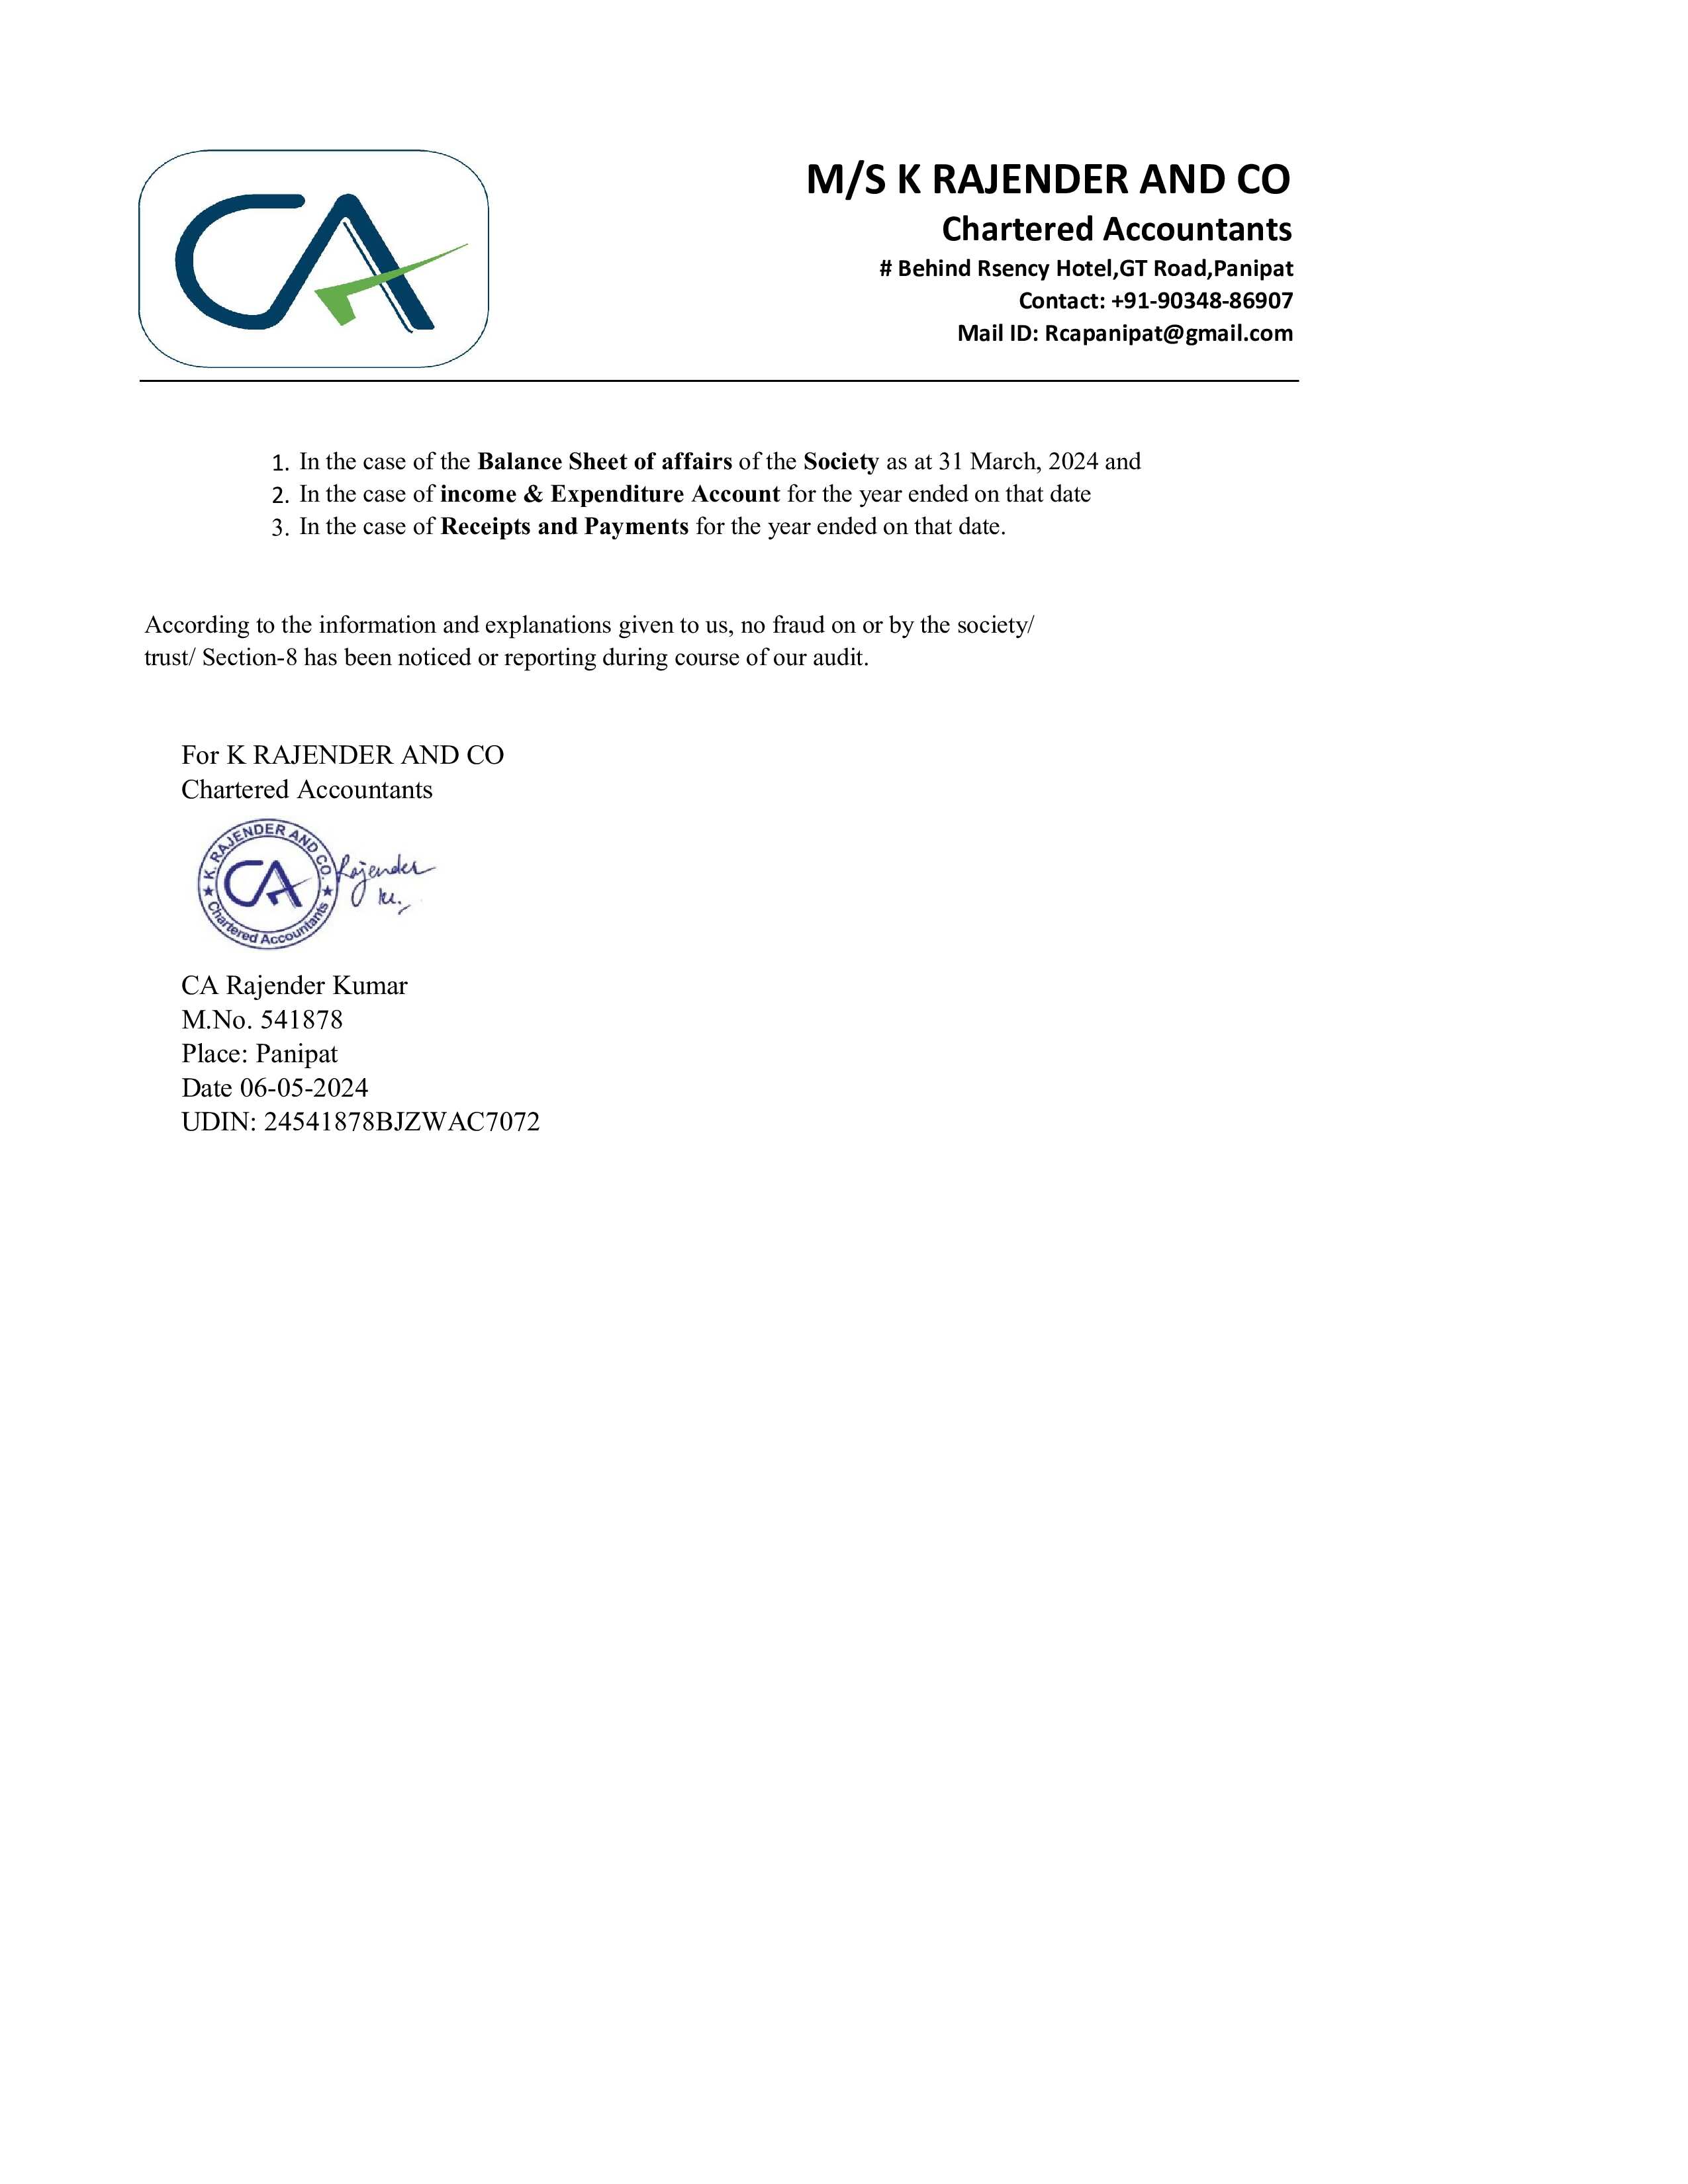 CA
M/S K RAJENDER AND CO
Chartered Accountants
# Behind Rsency Hotel,GT Road,Panipat
Contact: +91-90348-86907
Mail ID: Rcapanipat@gmail.com
1. In the case of the Balance Sheet of affairs of the Society as at 31 March, 2024 and
2. In the case of income & Expenditure Account for the year ended on that date
3. In the case of Receipts and Payments for the year ended on that date.
According to the information and explanations given to us, no fraud on or by the society/
trust/ Section-8 has been noticed or reporting during course of our audit.
For K RAJENDER AND CO
Chartered Accountants
K. RAJENDER AND CO.
CA
Chartered Accountants
Rajender
Ku.
CA Rajender Kumar
M.No. 541878
Place: Panipat
Date 06-05-2024
UDIN: 24541878BJZWAC7072